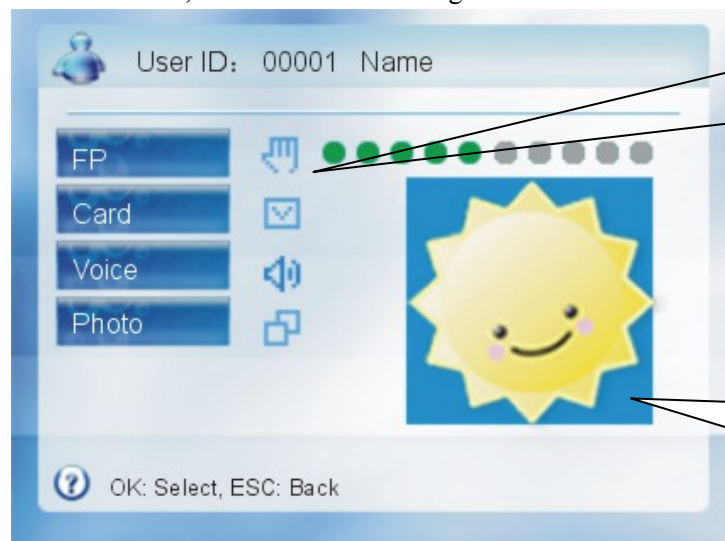 User ID： 00001 Name
FP
Card
Voice
Photo
OK: Select, ESC: Back